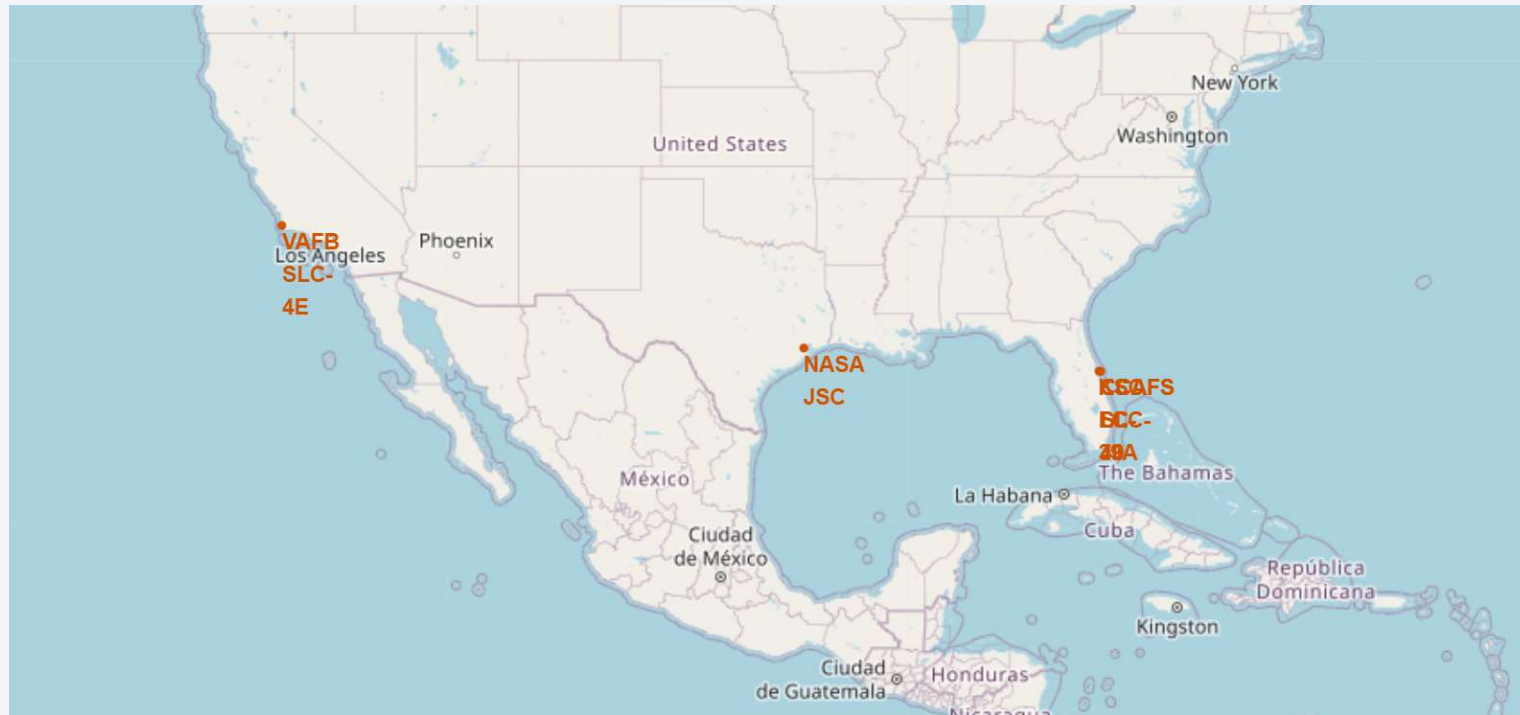 New York
Washington
United States
VAFB
SLC-
4E
Los Angeles
Phoenix
NASA
JSC
The Bahamas
México
La Habana
Cuba
Ciudad
de México
República
Dominicana
Kingston
Ciudad
de Guatemala
Honduras
Nicaragua